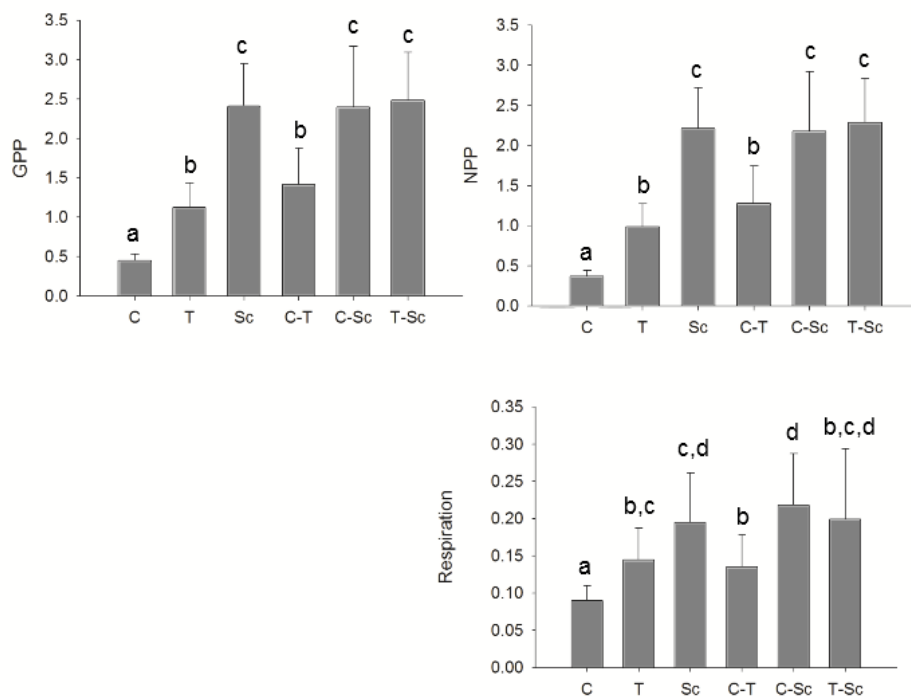 GPP
3.5
3.0
2.5
2.0
1.5
1.0
0.5
0.0
a
b
c
b
c
c
C T Sc C-T C-Sc T-Sc
NPP
3.5
3.0
2.5
2.0
1.5
1.0
0.5
0.0
a
b
c
b
c
c
C T Sc C-T C-Sc T-Sc
Respiration
0.35
0.30
0.25
0.20
0.15
0.10
0.05
0.00
a
b,c
c,d
b
d
b,c,d
C T Sc C-T C-Sc T-Sc